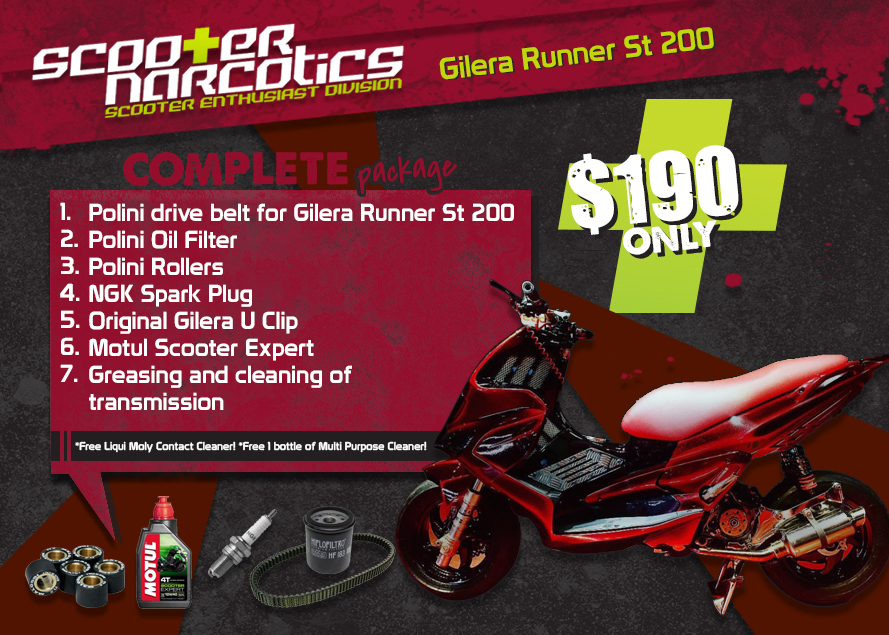 scooter
narcotics
SCOOTER ENTHUSIAST DIVISION
Gilera Runner St 200
COMPLETE package
$190
ONLY
1. Polini drive belt for Gilera Runner St 200
2. Polini Oil Filter
3. Polini Rollers
4. NGK Spark Plug
5. Original Gilera U Clip
6. Motul Scooter Expert
7. Greasing and cleaning of
transmission
*Free Liqui Moly Contact Cleaner! *Free 1 bottle of Multi Purpose Cleaner!
MOTUL
4T
SCOOTER
EXPERT
HIFLOFILTRO
HF 183